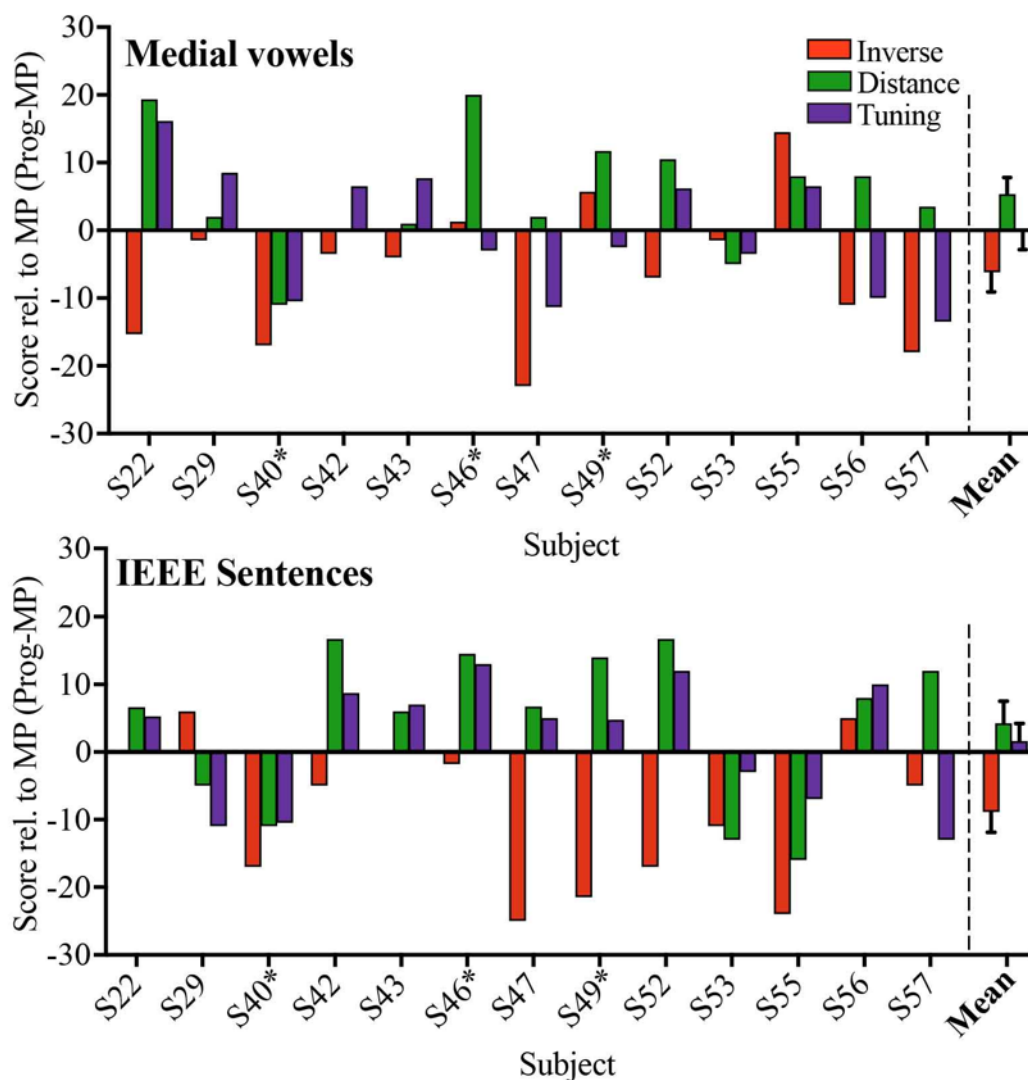 Medial vowels
Inverse
Distance
Tuning
Score rel. to MP (Prog-MP)
30
20
10
0
-10
-20
-30
S22 S29 S40* S42 S43 S46* S47 S49* S52 S53 S55 S56 S57 Mean
Subject
IEEE Sentences
Score rel. to MP (Prog-MP)
30
20
10
0
-10
-20
-30
S22 S29 S40* S42 S43 S46* S47 S49* S52 S53 S55 S56 S57 Mean
Subject